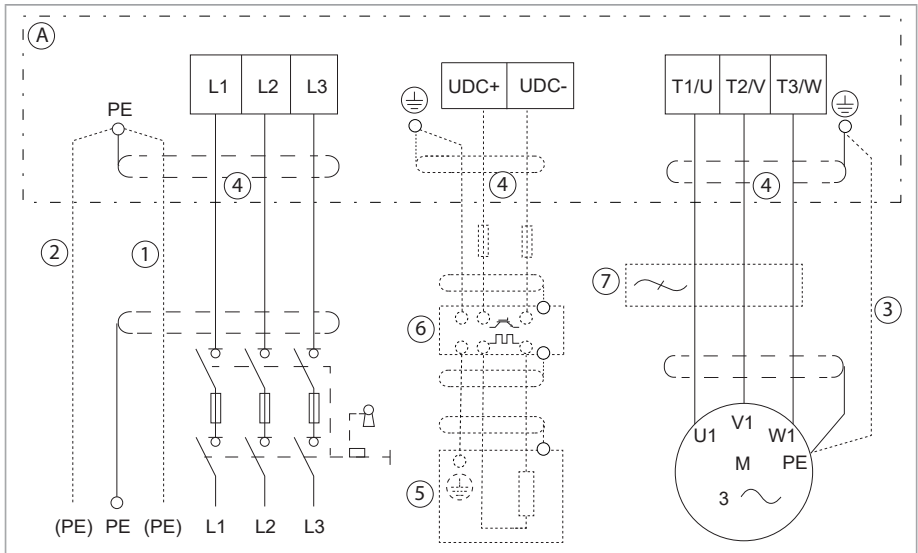 A
L1 L2 L3
UDC+ UDC-
T1/U T2/V T3/W
PE
4
4
4
2
1
7
3
6
U1 V1 W1
M PE
3
5
(PE) PE (PE) L1 L2 L3